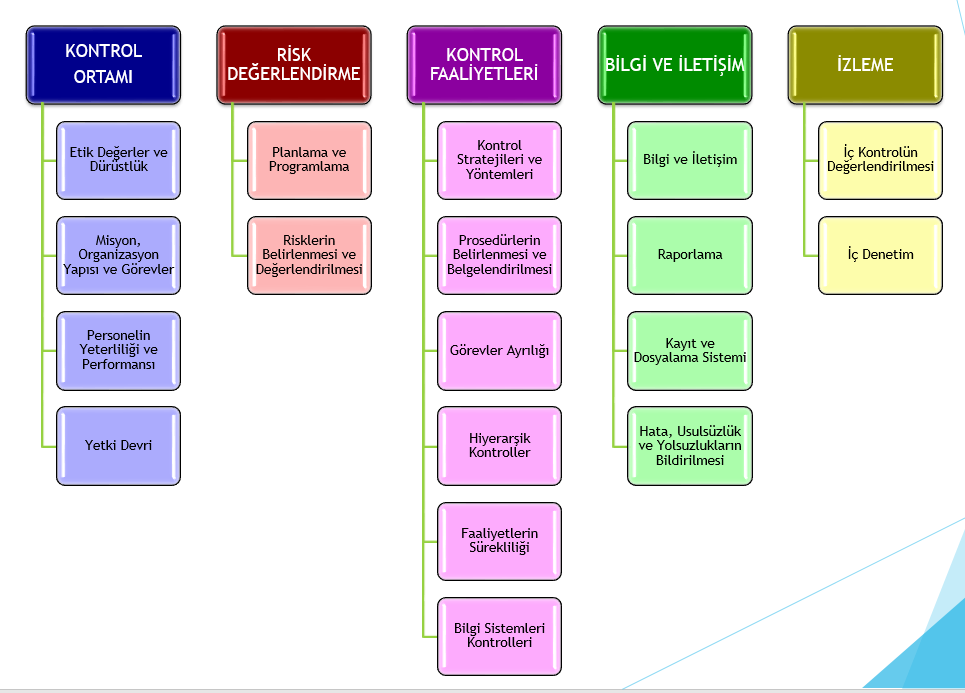 KONTROL
ORTAMI
Etik Değerler ve
Dürüstlük
Misyon,
Organizasyon
Yapısı ve Görevler
Personelin
Yeterliliği ve
Performansı
Yetki Devri
RİSK
DEĞERLENDİRME
Planlama ve
Programlama
Risklerin
Belirlenmesi ve
Değerlendirilmesi
KONTROL
FAALİYETLERİ
Kontrol
Stratejileri ve
Yöntemleri
Prosedürlerin
Belirlenmesi ve
Belgelendirilmesi
Görevler Ayrılığı
Hiyerarşik
Kontroller
Faaliyetlerin
Sürekliliği
Bilgi Sistemleri
Kontrolleri
BİLGİ VE İLETİŞİM
Bilgi ve İletişim
Raporlama
Kayıt ve
Dosyalama Sistemi
Hata, Usulsüzlük
ve Yolsuzlukların
Bildirilmesi
İZLEME
İç Kontrolün
Değerlendirilmesi
İç Denetim